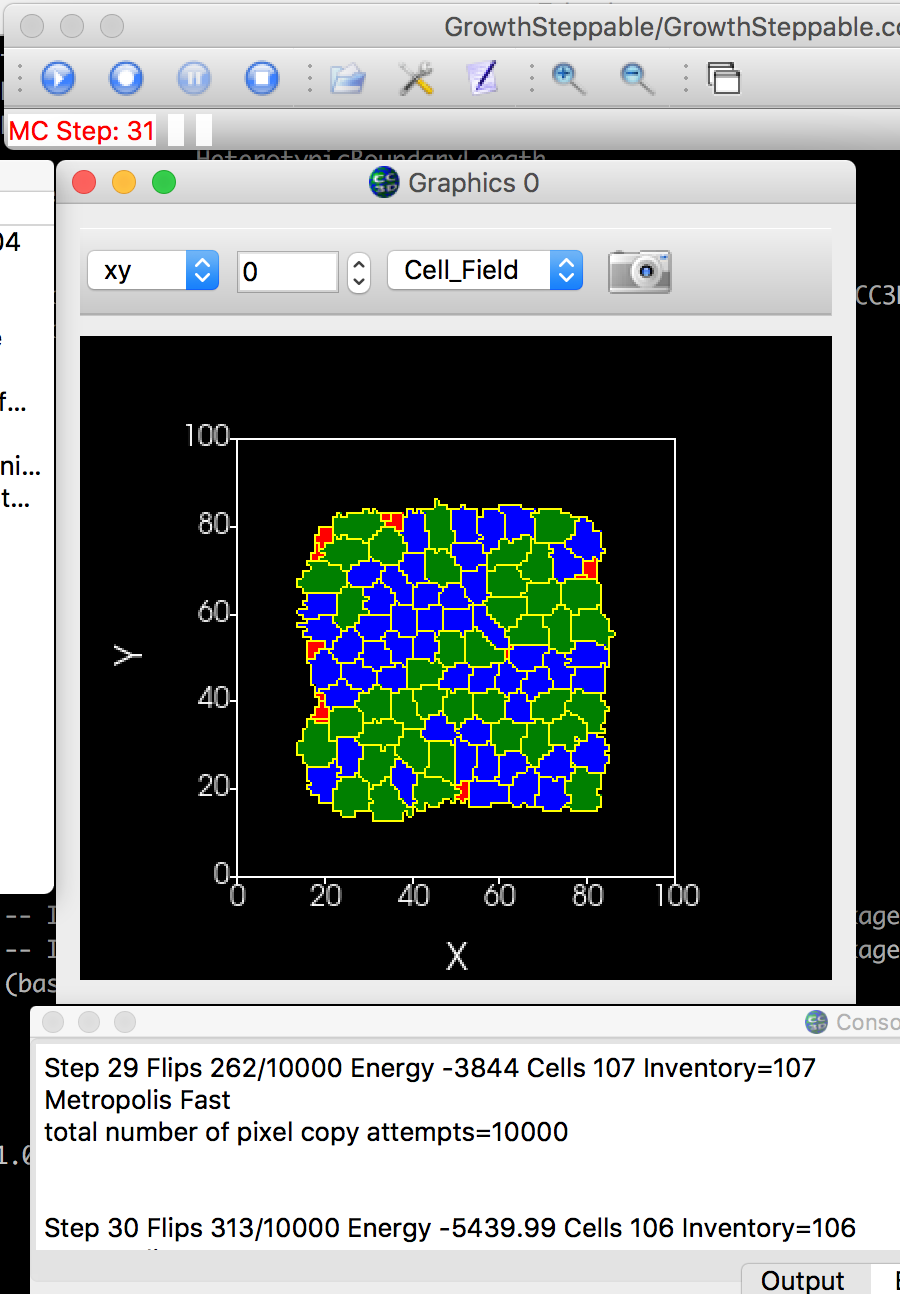 GrowthSteppable/GrowthSteppable.co
MC Step: 31
HeterotypicBoundaryLength
Graphics 0
04
xy
0
Cell_Field
CC3
f...
ni...
t...
100
80
60
40
20
0
Y
0 20 40 60 80 100
X
-- I
age
-- I
age
(bas
Conso
Step 29 Flips 262/10000 Energy -3844 Cells 107 Inventory=107
Metropolis Fast
total number of pixel copy attempts=10000
1.0
Step 30 Flips 313/10000 Energy -5439.99 Cells 106 Inventory=106
Output